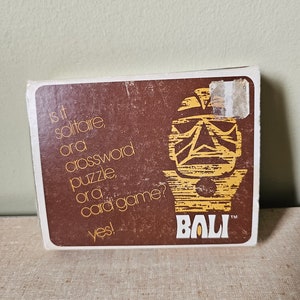 is it
solitaire,
or a
crossword
puzzle,
or a
card game?
yes!
BALI™